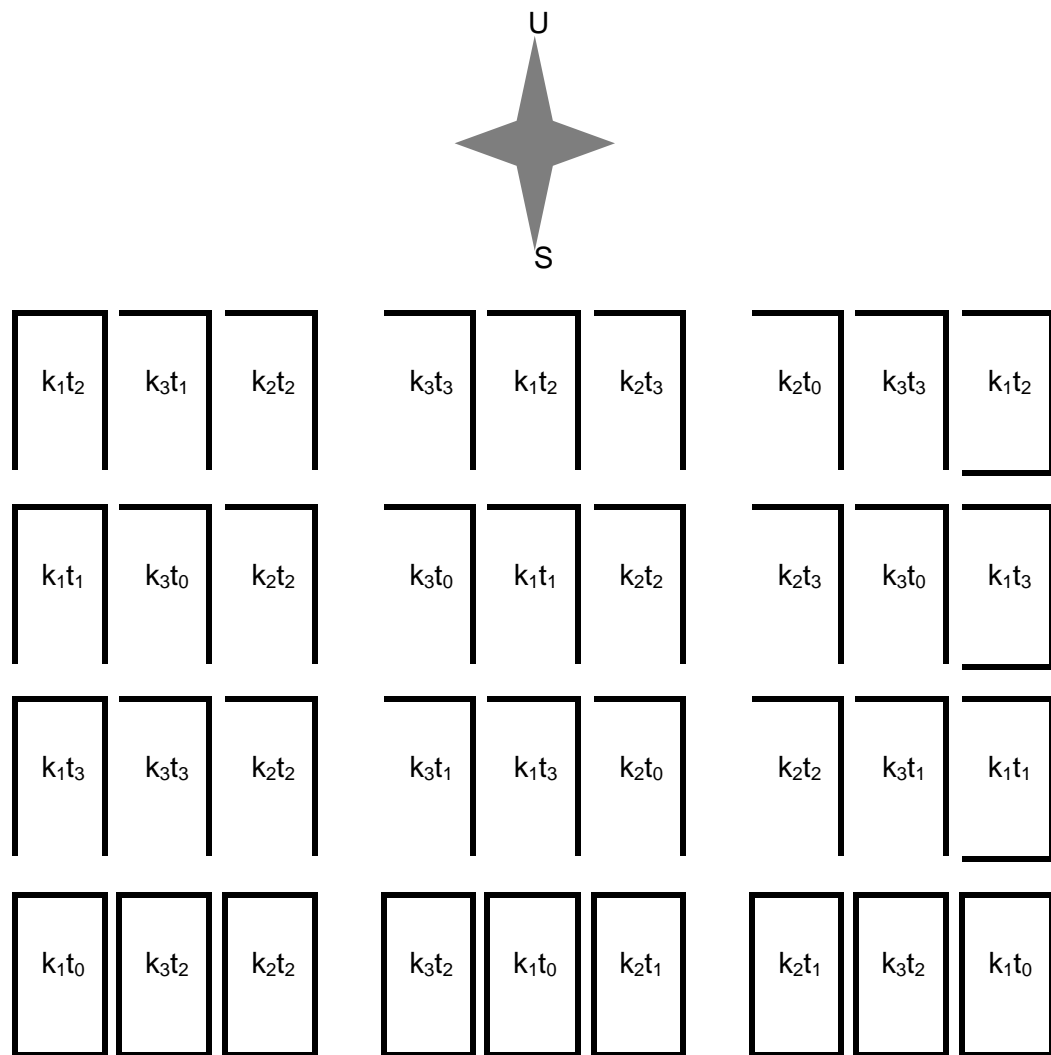 U
S
k₁t₂ k₃t₁ k₂t₂ k₃t₃ k₁t₂ k₂t₃ k₂t₀ k₃t₃ k₁t₂
k₁t₁ k₃t₀ k₂t₂ k₃t₀ k₁t₁ k₂t₂ k₂t₃ k₃t₀ k₁t₃
k₁t₃ k₃t₃ k₂t₂ k₃t₁ k₁t₃ k₂t₀ k₂t₂ k₃t₁ k₁t₁
k₁t₀ k₃t₂ k₂t₂ k₃t₂ k₁t₀ k₂t₁ k₂t₁ k₃t₂ k₁t₀